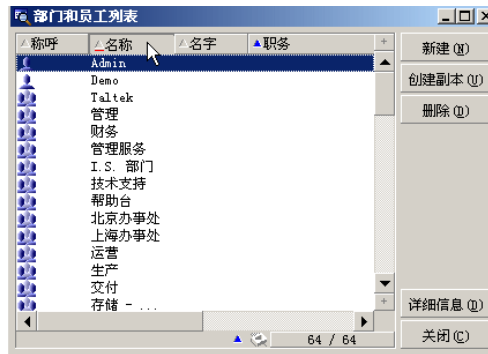 部门和员工列表
称呼 名称 名字 职务
新建(N)
Admin
Demo
创建副本(U)
Taltek
管理
删除(D)
财务
管理服务
I.S. 部门
技术支持
帮助台
北京办事处
上海办事处
运营
生产
交付
存储 - ...
详细信息(D)
64 / 64
关闭(C)